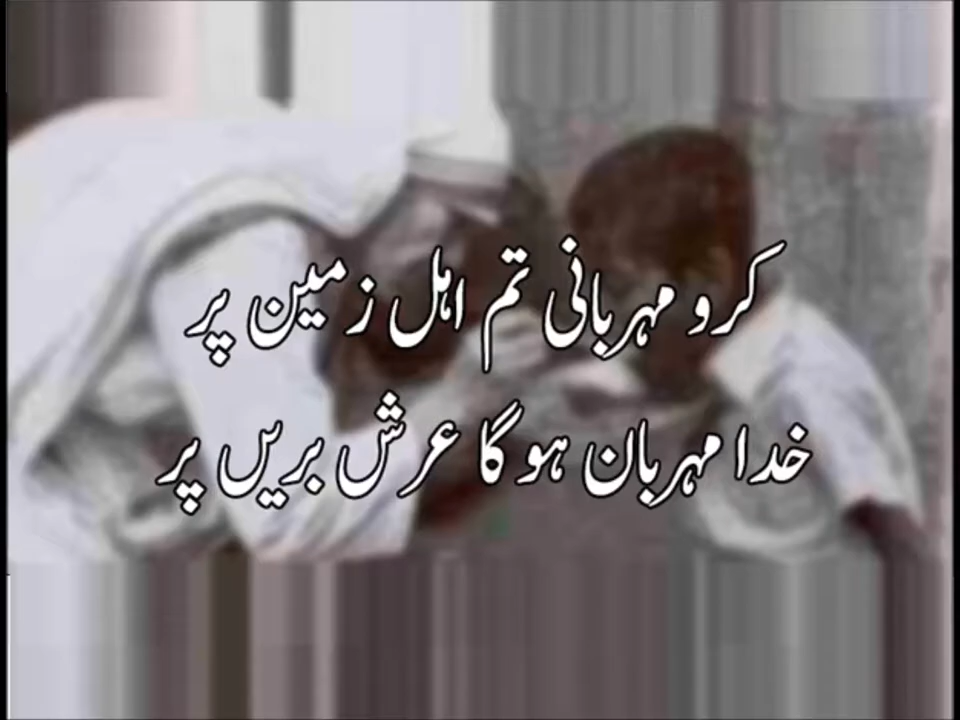 کرو مہربانی تم اہل زمین پر
خدا مہربان ہو گا عرش بریں پر